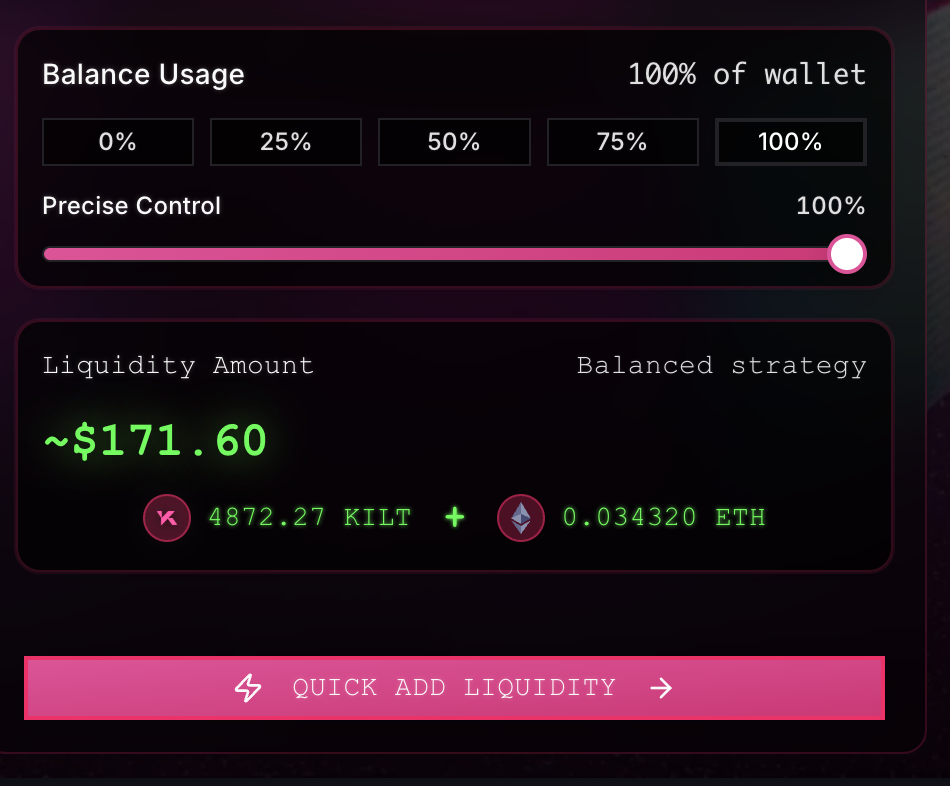 Balance Usage 100% of wallet
0% 25% 50% 75% 100%
Precise Control 100%
Liquidity Amount Balanced strategy
~$171.60
4872.27 KILT + 0.034320 ETH
QUICK ADD LIQUIDITY →